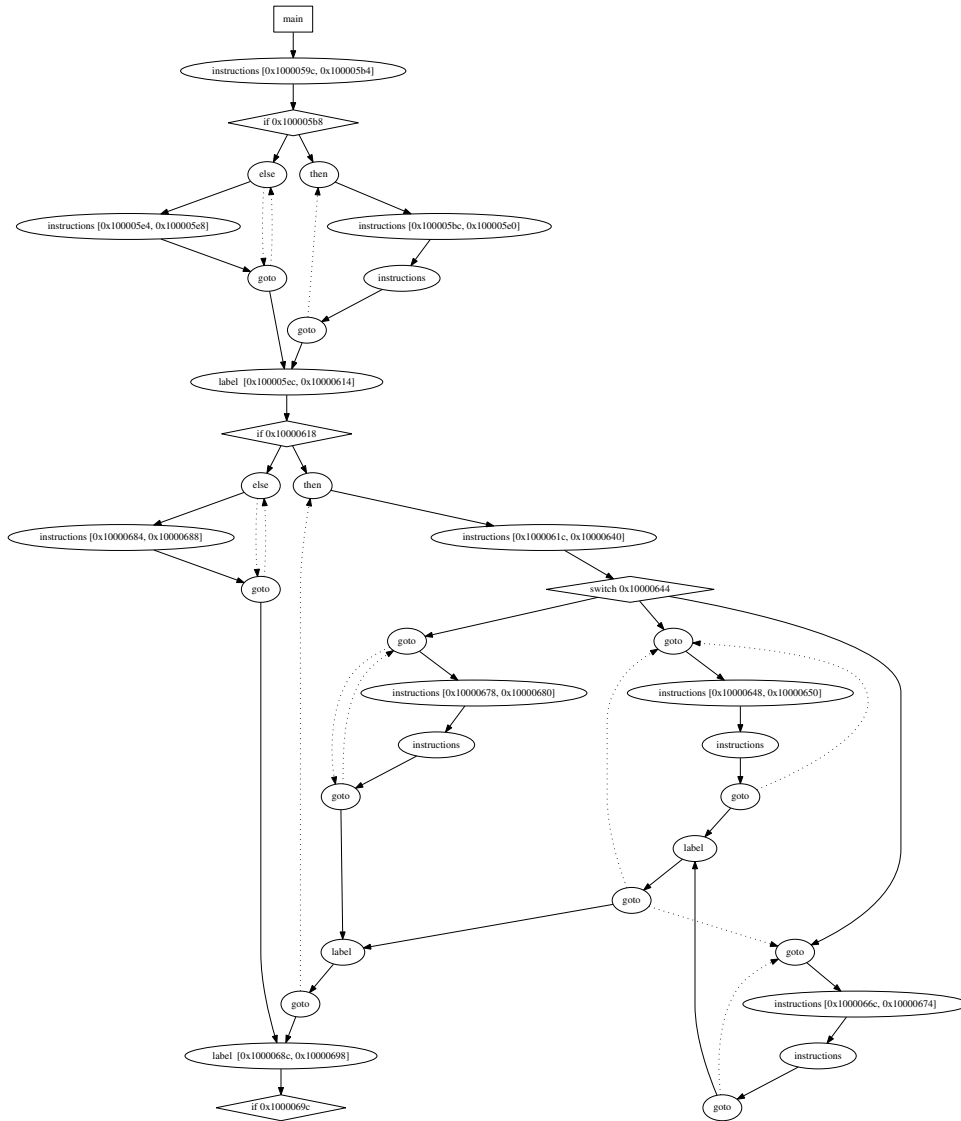 main
instructions [0x1000059c, 0x100005b4]
if 0x100005b8
else
then
instructions [0x100005e4, 0x100005e8]
instructions [0x100005bc, 0x100005e0]
goto
instructions
goto
label  [0x100005ec, 0x10000614]
if 0x10000618
else
then
instructions [0x10000684, 0x10000688]
instructions [0x1000061c, 0x10000640]
goto
switch 0x10000644
goto
goto
instructions [0x10000678, 0x10000680]
instructions [0x10000648, 0x10000650]
instructions
instructions
goto
goto
label
goto
label
goto
goto
instructions [0x1000066c, 0x10000674]
label  [0x1000068c, 0x10000698]
instructions
if 0x1000069c
goto